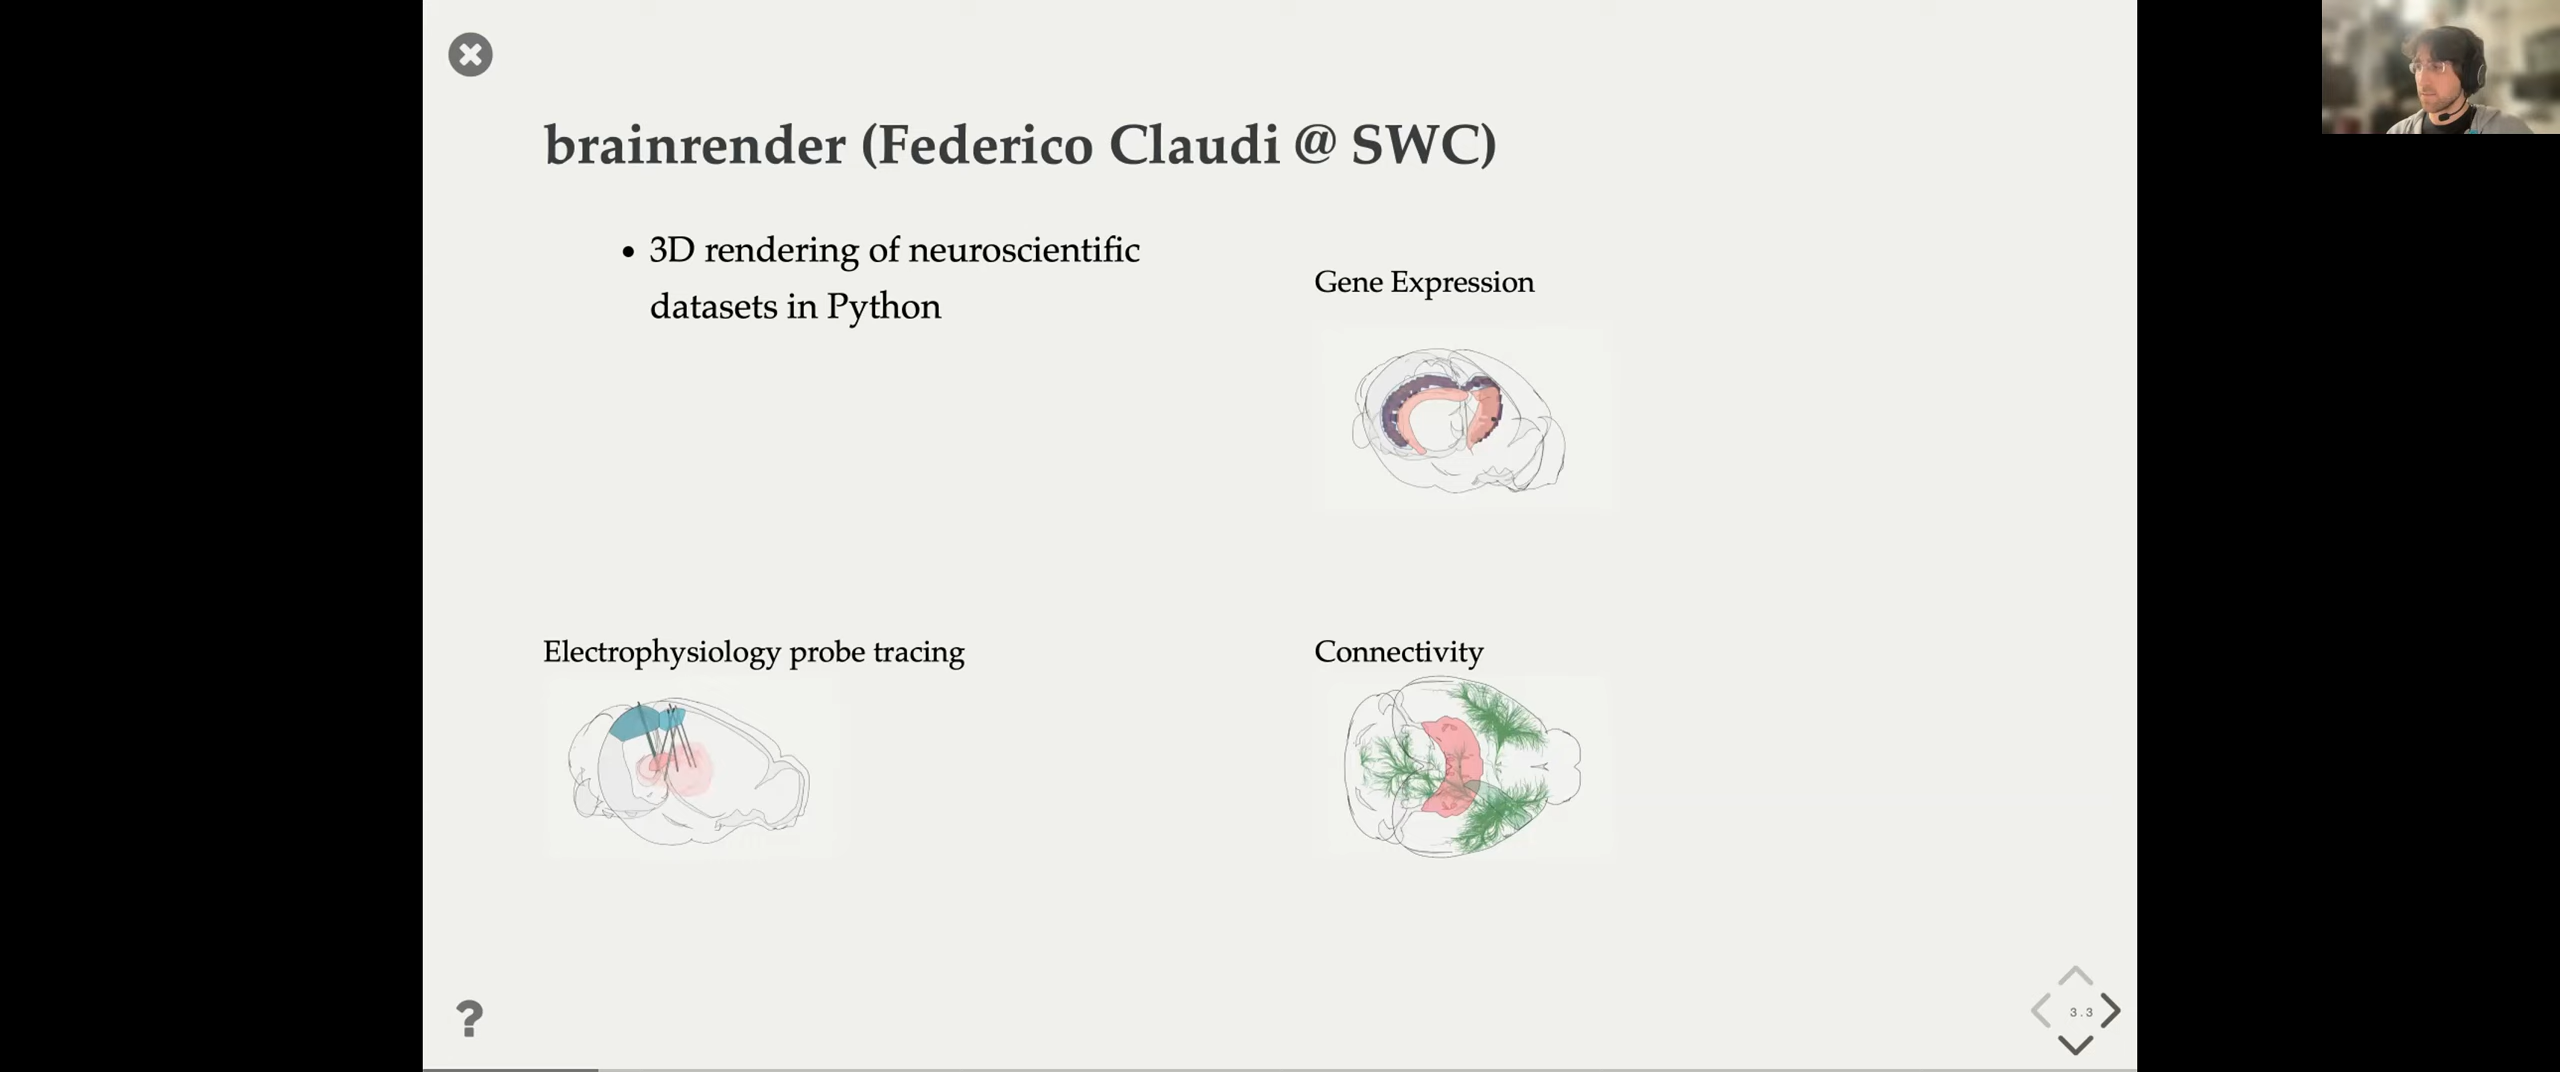 brainrender (Federico Claudi @ SWC)
• 3D rendering of neuroscientific
datasets in Python
Gene Expression
Electrophysiology probe tracing
Connectivity
?
3.3